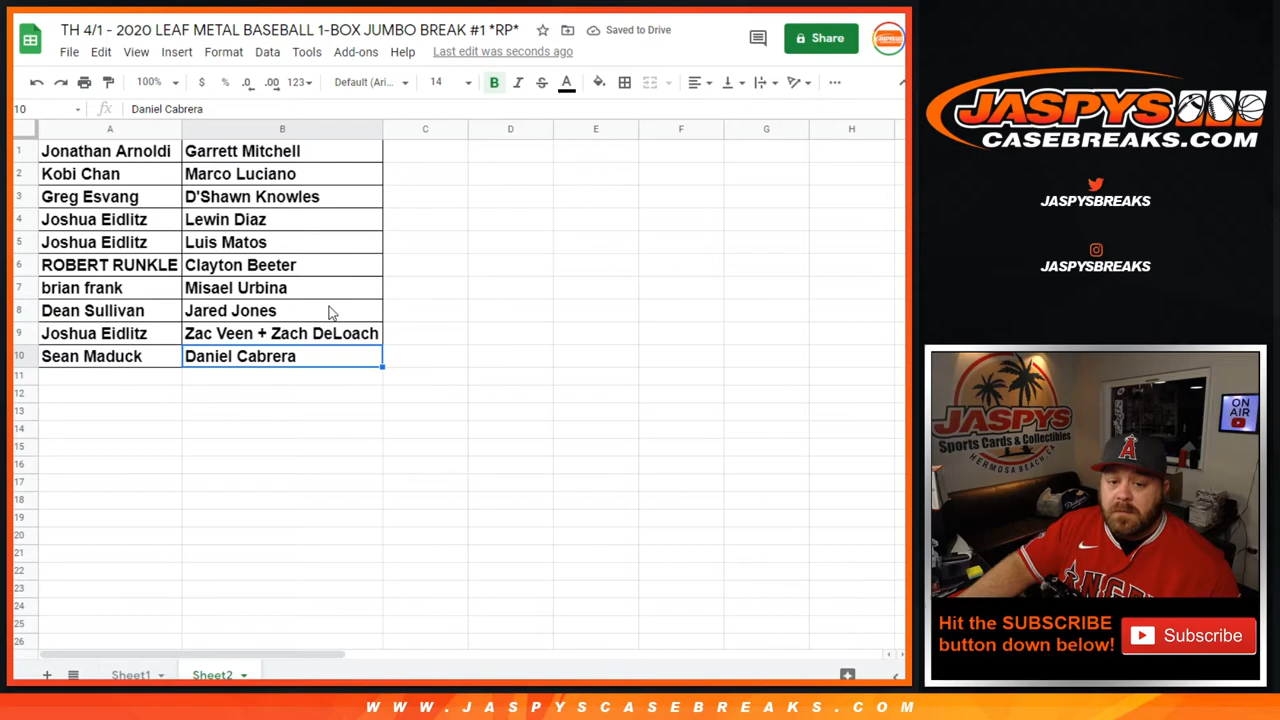 TH 4/1 - 2020 LEAF METAL BASEBALL 1-BOX JUMBO BREAK #1 *RP*
Saved to Drive
File Edit View Insert Format Data Tools Add-ons Help Last edit was seconds ago
Share
100% $ % .0 .00 123 Default (Ari... 14 B I S A
10 fx Daniel Cabrera
A B C D E F G H
1 Jonathan Arnoldi Garrett Mitchell
2 Kobi Chan Marco Luciano
3 Greg Esvang D'Shawn Knowles
4 Joshua Eidlitz Lewin Diaz
5 Joshua Eidlitz Luis Matos
6 ROBERT RUNKLE Clayton Beeter
7 brian frank Misael Urbina
8 Dean Sullivan Jared Jones
9 Joshua Eidlitz Zac Veen + Zach DeLoach
10 Sean Maduck Daniel Cabrera
11
12
13
14
15
16
17
18
19
20
21
22
23
24
25
26
Sheet1 Sheet2
JASPYS
CASEBREAKS.COM
JASPYSBREAKS
JASPYSBREAKS
JASPYS
Sports Cards & Collectibles
HERMOSA BEACH, CA
ON
AIR
A
ANGE
Hit the SUBSCRIBE
button down below!
Subscribe
WWW.JASPYSCASEBREAKS.COM